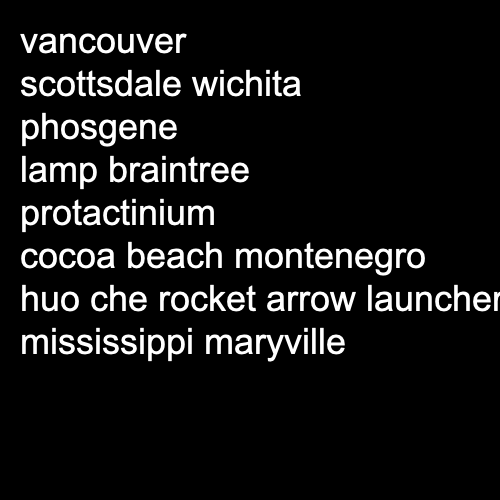 vancouver
scottsdale wichita
phosgene
lamp braintree
protactinium
cocoa beach montenegro
huo che rocket arrow launcher
mississippi maryville